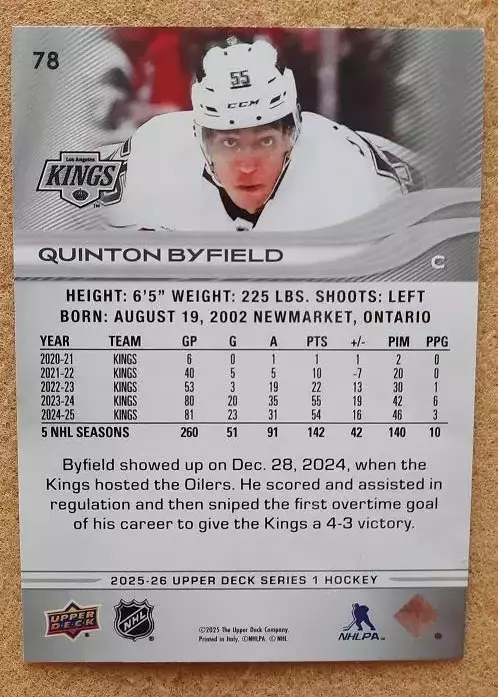 78
55
CCM
Los Angeles
KINGS
TM
QUINTON BYFIELD
C
HEIGHT: 6'5" WEIGHT: 225 LBS. SHOOTS: LEFT
BORN: AUGUST 19, 2002 NEWMARKET, ONTARIO
YEAR TEAM GP G A PTS +/- PIM PPG
2020-21 KINGS 6 0 1 1 1 2 0
2021-22 KINGS 40 5 5 10 -7 20 0
2022-23 KINGS 53 3 19 22 13 30 1
2023-24 KINGS 80 20 35 55 19 42 6
2024-25 KINGS 81 23 31 54 16 46 3
5 NHL SEASONS 260 51 91 142 42 140 10
Byfield showed up on Dec. 28, 2024, when the
Kings hosted the Oilers. He scored and assisted in
regulation and then sniped the first overtime goal
of his career to give the Kings a 4-3 victory.
2025-26 UPPER DECK SERIES 1 HOCKEY
UPPER
DECK
®
NHL
®
©2025 The Upper Deck Company.
Printed in Italy. ©NHLPA. © NHL.
NHLPA
®